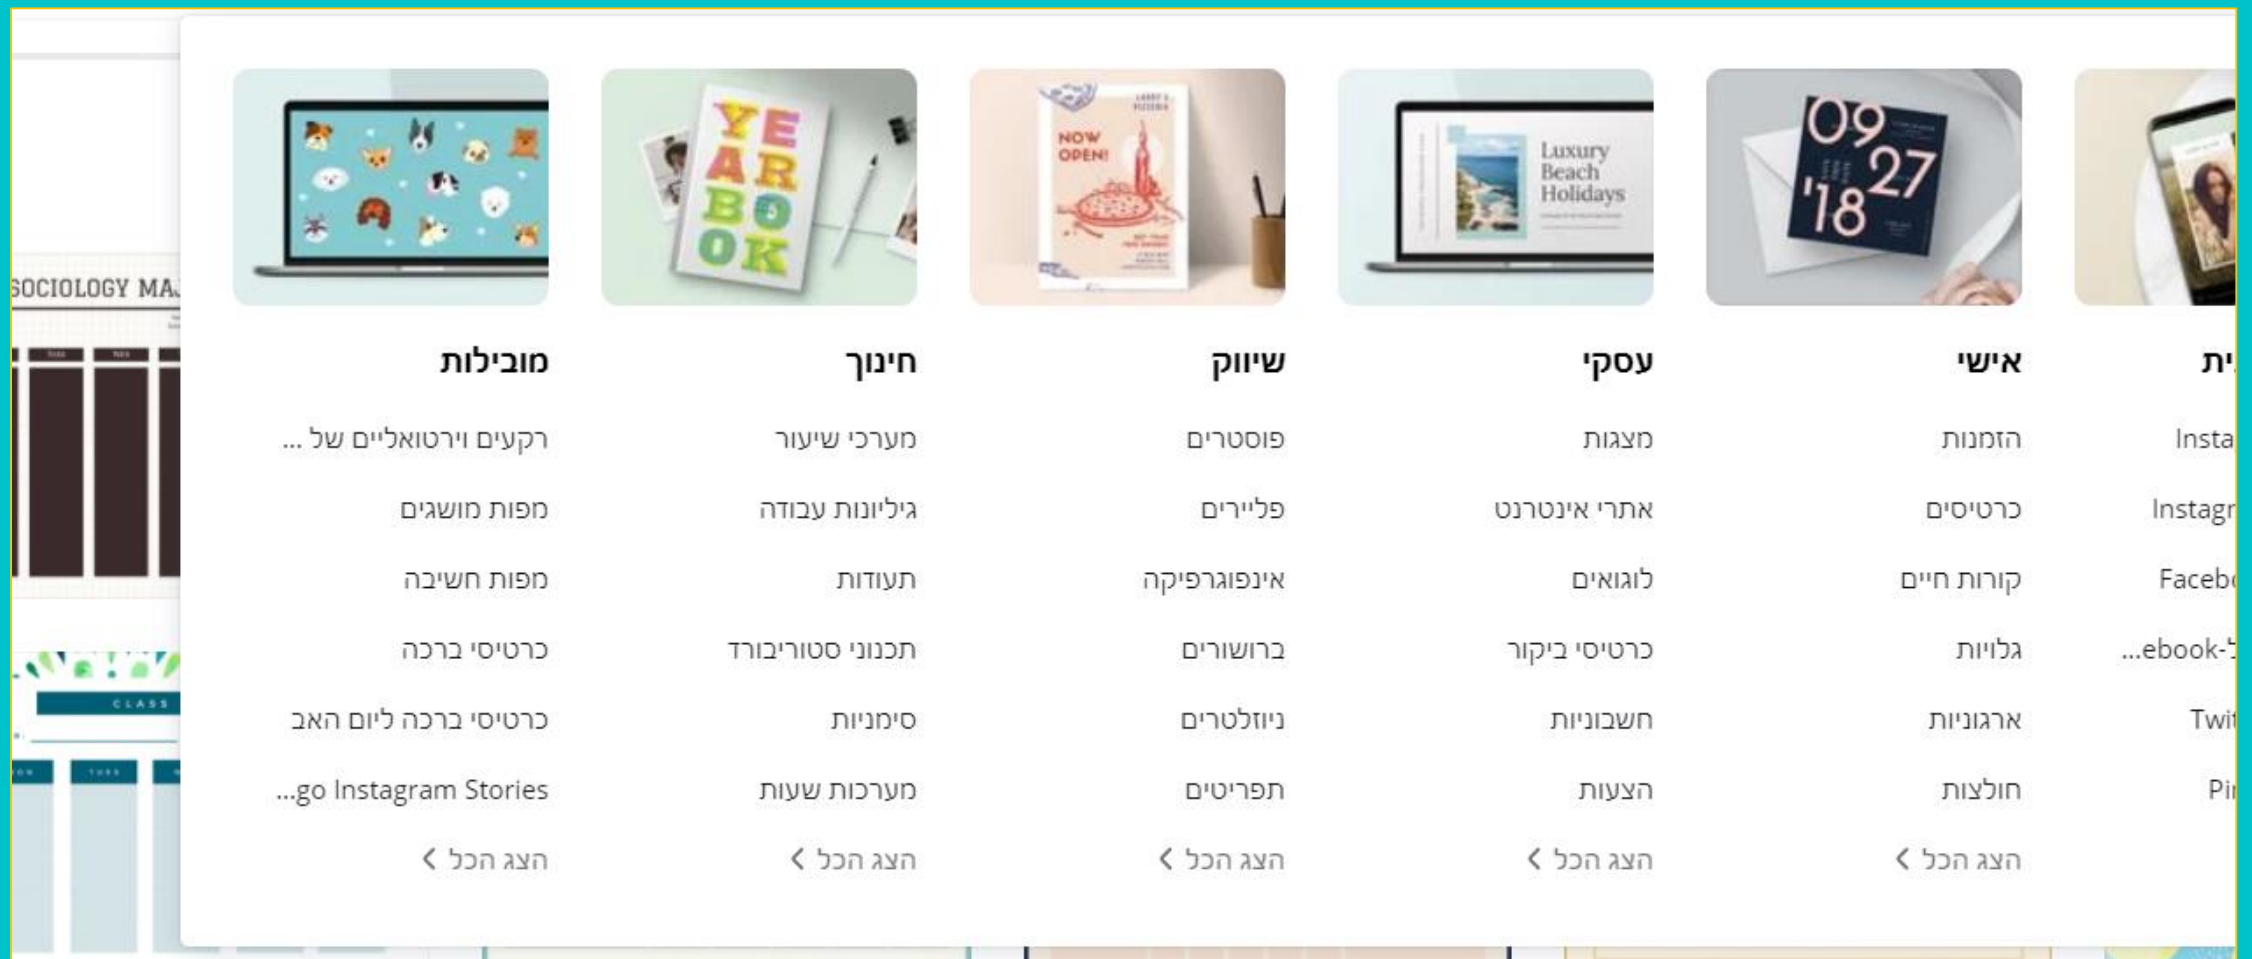 אישי
הזמנות
כרטיסים
קורות חיים
גלויות
ארגוניות
חולצות
הצג הכל
עסקי
מצגות
אתרי אינטרנט
לוגואים
כרטיסי ביקור
חשבוניות
הצעות
הצג הכל
שיווק
פוסטרים
פליירים
אינפוגרפיקה
ברושורים
ניוזלטרים
תפריטים
הצג הכל
חינוך
מערכי שיעור
גיליונות עבודה
תעודות
תכנוני סטוריבורד
סימניות
מערכות שעות
הצג הכל
מובילות
רקעים וירטואליים של ...
מפות מושגים
מפות חשיבה
כרטיסי ברכה
כרטיסי ברכה ליום האב
...go Instagram Stories
הצג הכל
09
27
'18
Luxury
Beach
Holidays
NOW
OPEN!
YE
AR
BO
OK
SOCIOLOGY
CLASS
TUES